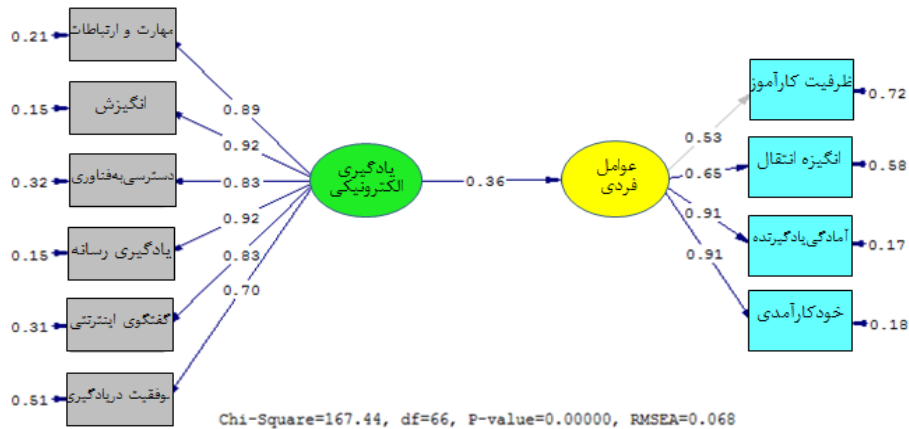 0.21 مهارت و ارتباطات
0.15 انگیزش
0.32 دسترسی‌به‌فناوری
0.15 یادگیری رسانه
0.31 گفتگوی اینترنتی
0.51 موفقیت دریادگیری
0.89
0.92
0.83
0.92
0.83
0.70
یادگیری
الکترونیکی
0.36
عوامل
فردی
0.53
0.65
0.91
0.91
ظرفیت کارآموز 0.72
انگیزه انتقال 0.58
آمادگی‌یادگیرنده 0.17
خودکارآمدی 0.18
Chi-Square=167.44, df=66, P-value=0.00000, RMSEA=0.068